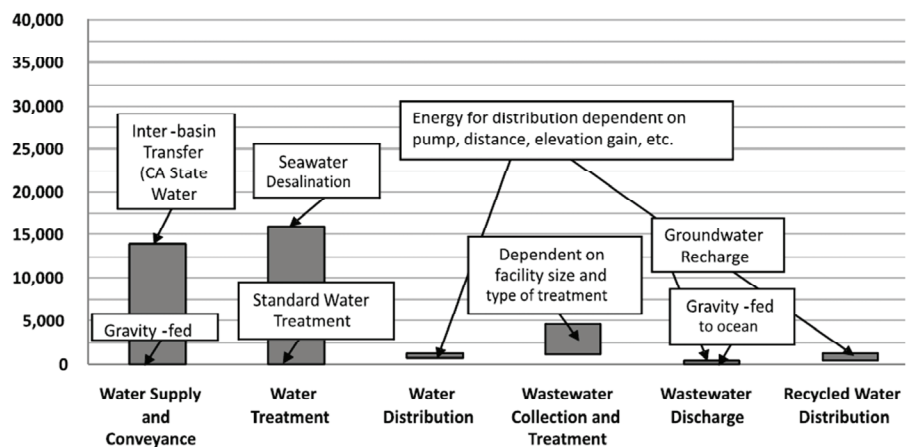 40,000
35,000
30,000
25,000
20,000
15,000
10,000
5,000
0
Inter-basin
Transfer
(CA State
Water
Gravity-fed
Seawater
Desalination
Standard Water
Treatment
Energy for distribution dependent on
pump, distance, elevation gain, etc.
Dependent on
facility size and
type of treatment
Groundwater
Recharge
Gravity-fed
to ocean
Water Supply
and
Conveyance
Water
Treatment
Water
Distribution
Wastewater
Collection and
Treatment
Wastewater
Discharge
Recycled Water
Distribution